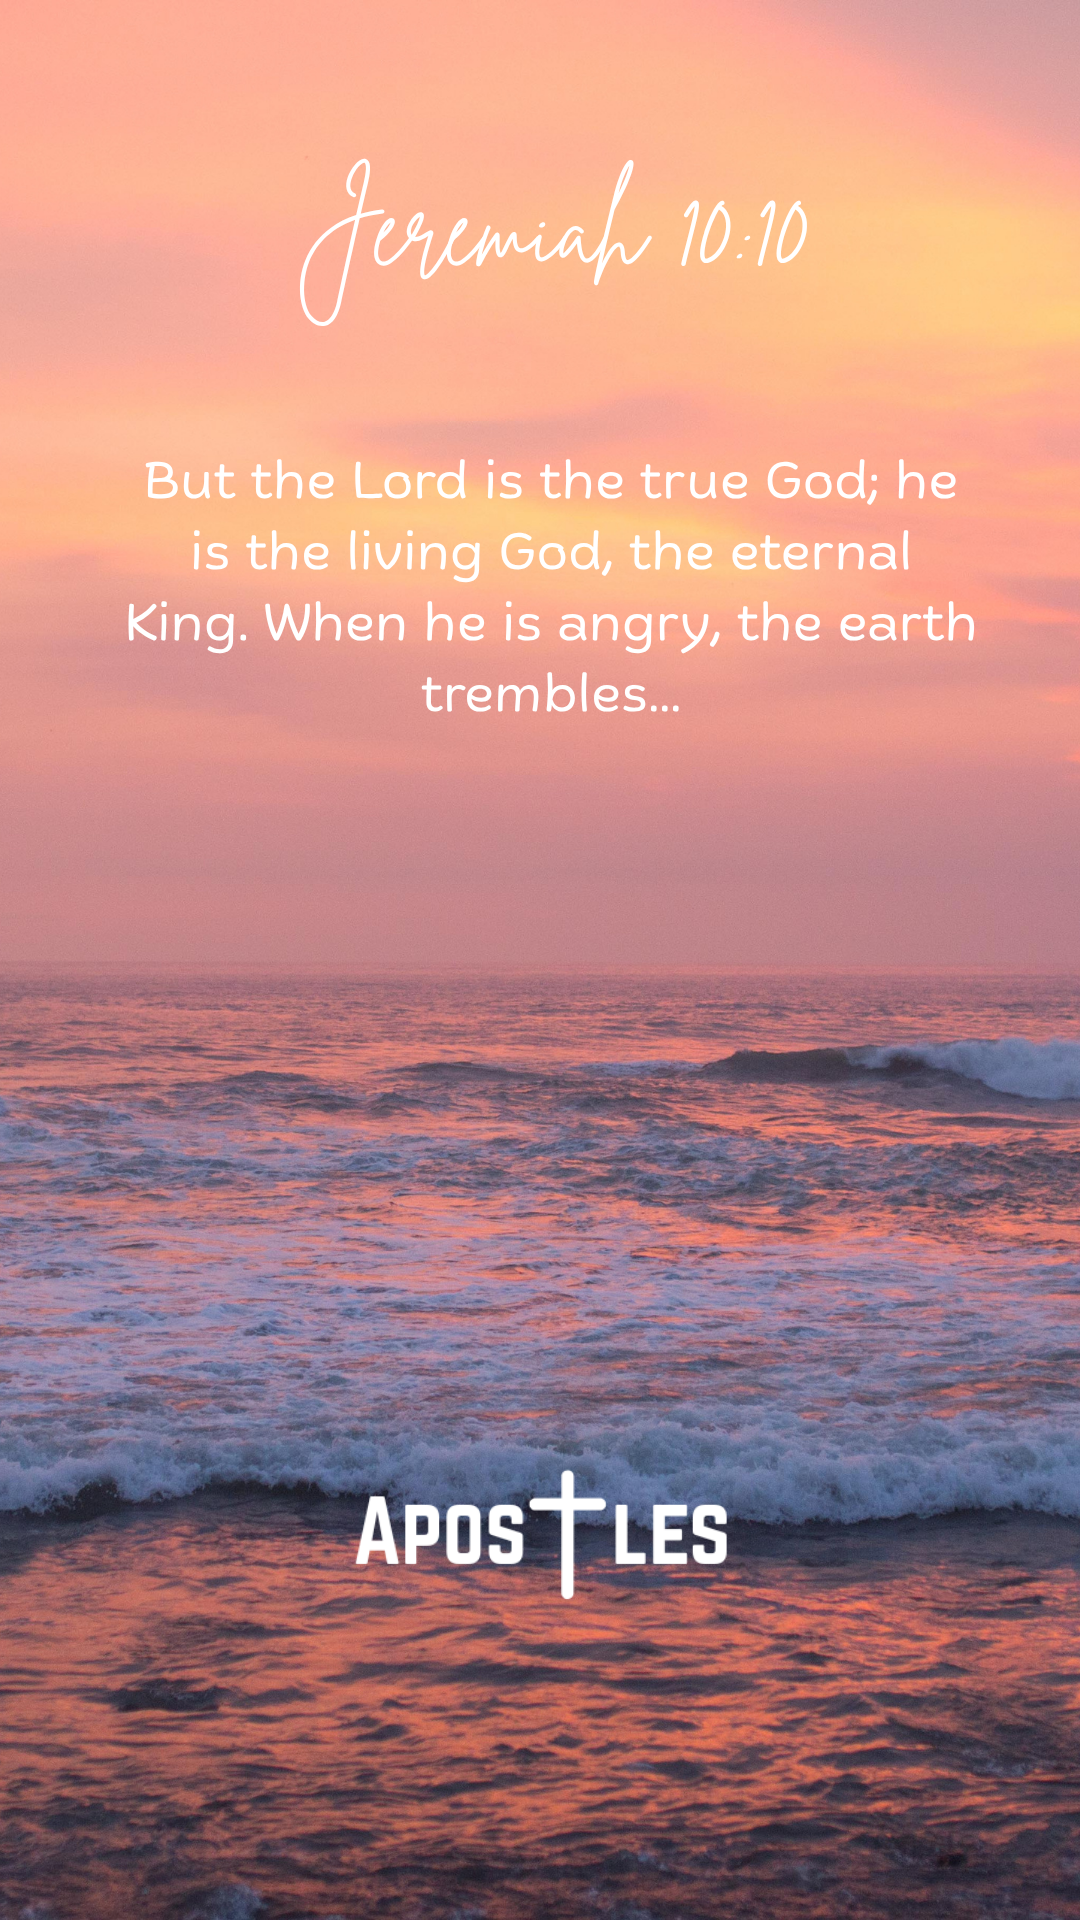 Jeremiah 10:10
But the Lord is the true God; he
is the living God, the eternal
King. When he is angry, the earth
trembles...
APOSTLES